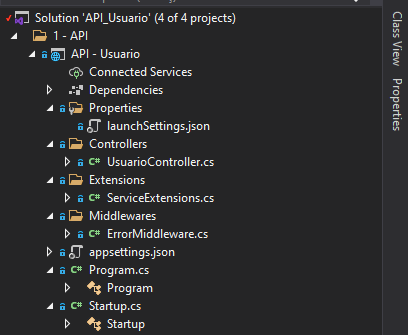 Solution 'API_Usuario' (4 of 4 projects)
1 - API
API - Usuario
Connected Services
Dependencies
Properties
launchSettings.json
Controllers
C# UsuarioController.cs
Extensions
C# ServiceExtensions.cs
Middlewares
C# ErrorMiddleware.cs
appsettings.json
C# Program.cs
Program
C# Startup.cs
Startup
Class View
Properties